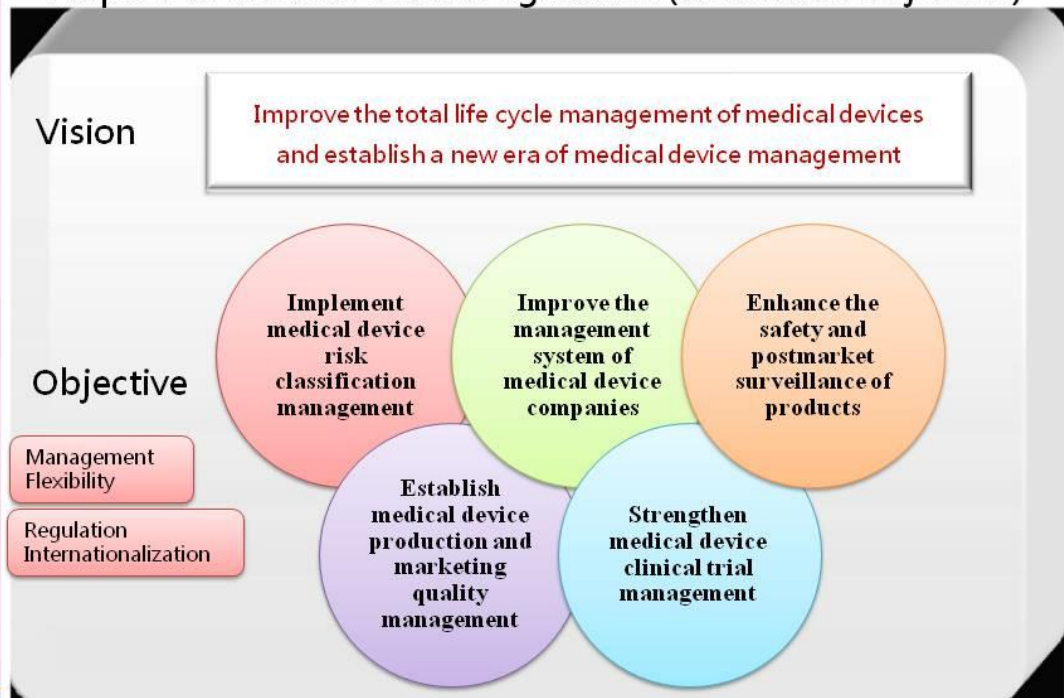 Vision
Improve the total life cycle management of medical devices
and establish a new era of medical device management
Objective
Management
Flexibility
Regulation
Internationalization
Implement
medical device
risk
classification
management
Improve the
management
system of
medical device
companies
Enhance the
safety and
postmarket
surveillance of
products
Establish
medical device
production and
marketing
quality
management
Strengthen
medical device
clinical trial
management